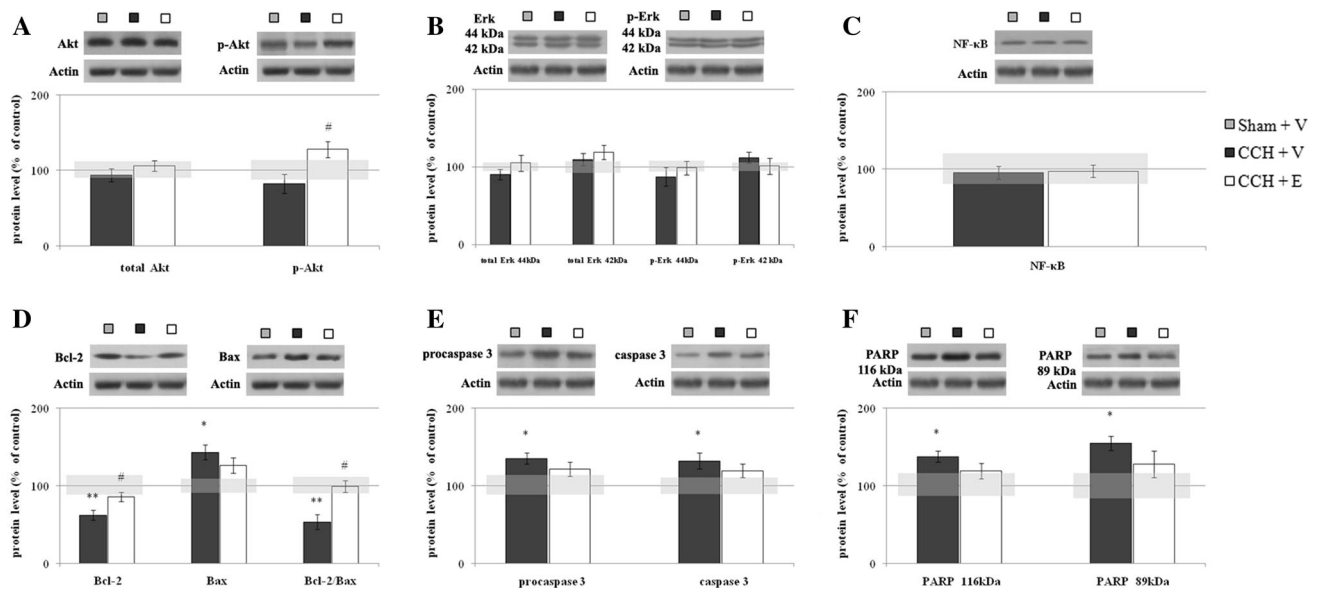 A
Akt
p-Akt
Actin
Actin
protein level (% of control)
200
100
0
#
total Akt
p-Akt
B
Erk
44 kDa
42 kDa
p-Erk
44 kDa
42 kDa
Actin
Actin
protein level (% of control)
200
100
0
total Erk 44kDa
total Erk 42kDa
p-Erk 44kDa
p-Erk 42 kDa
C
NF-κB
Actin
protein level (% of control)
200
100
0
NF-κB
Sham + V
CCH + V
CCH + E
D
Bcl-2
Bax
Actin
Actin
protein level (% of control)
200
100
0
**
#
*
**
#
Bcl-2
Bax
Bcl-2/Bax
E
procaspase 3
caspase 3
Actin
Actin
protein level (% of control)
200
100
0
*
*
procaspase 3
caspase 3
F
PARP
116 kDa
PARP
89 kDa
Actin
Actin
protein level (% of control)
200
100
0
*
*
PARP 116kDa
PARP 89kDa